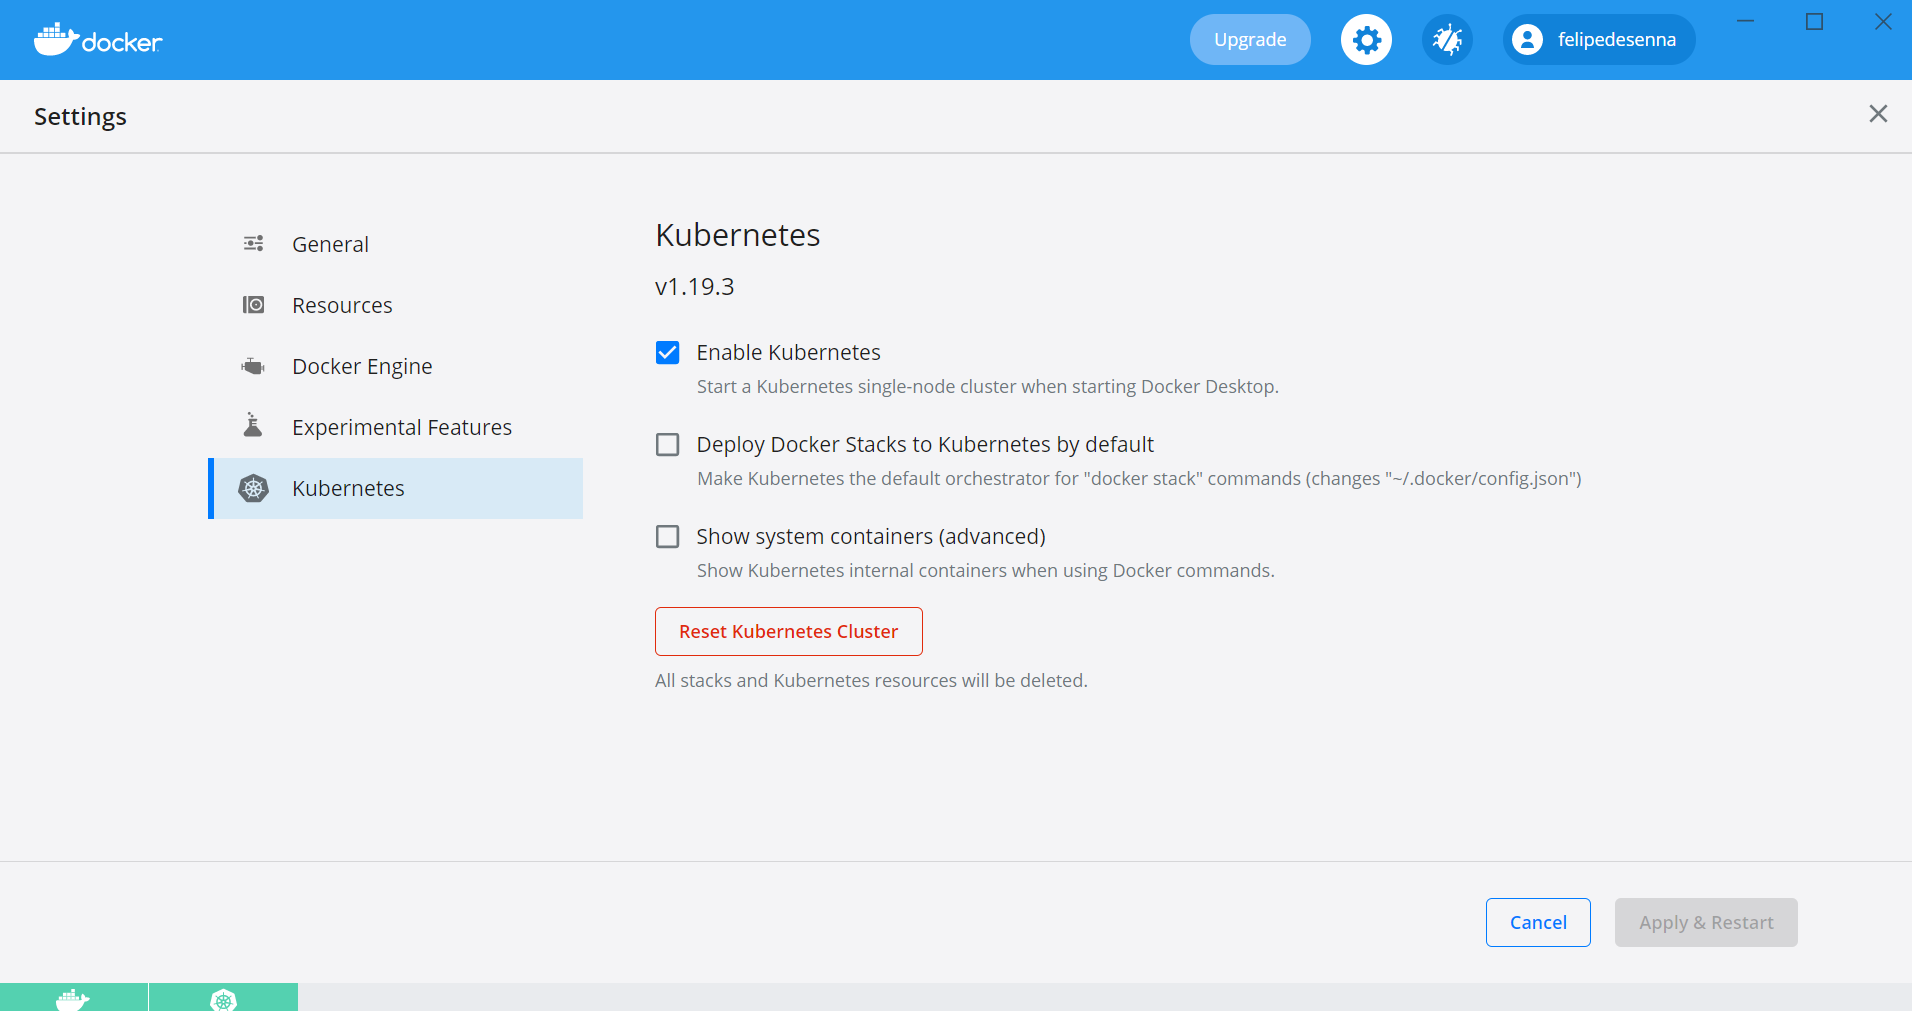 docker
Upgrade
felipedesenna
Settings
General
Resources
Docker Engine
Experimental Features
Kubernetes
Kubernetes
v1.19.3
Enable Kubernetes
Start a Kubernetes single-node cluster when starting Docker Desktop.
Deploy Docker Stacks to Kubernetes by default
Make Kubernetes the default orchestrator for "docker stack" commands (changes "~/.docker/config.json")
Show system containers (advanced)
Show Kubernetes internal containers when using Docker commands.
Reset Kubernetes Cluster
All stacks and Kubernetes resources will be deleted.
Cancel
Apply & Restart